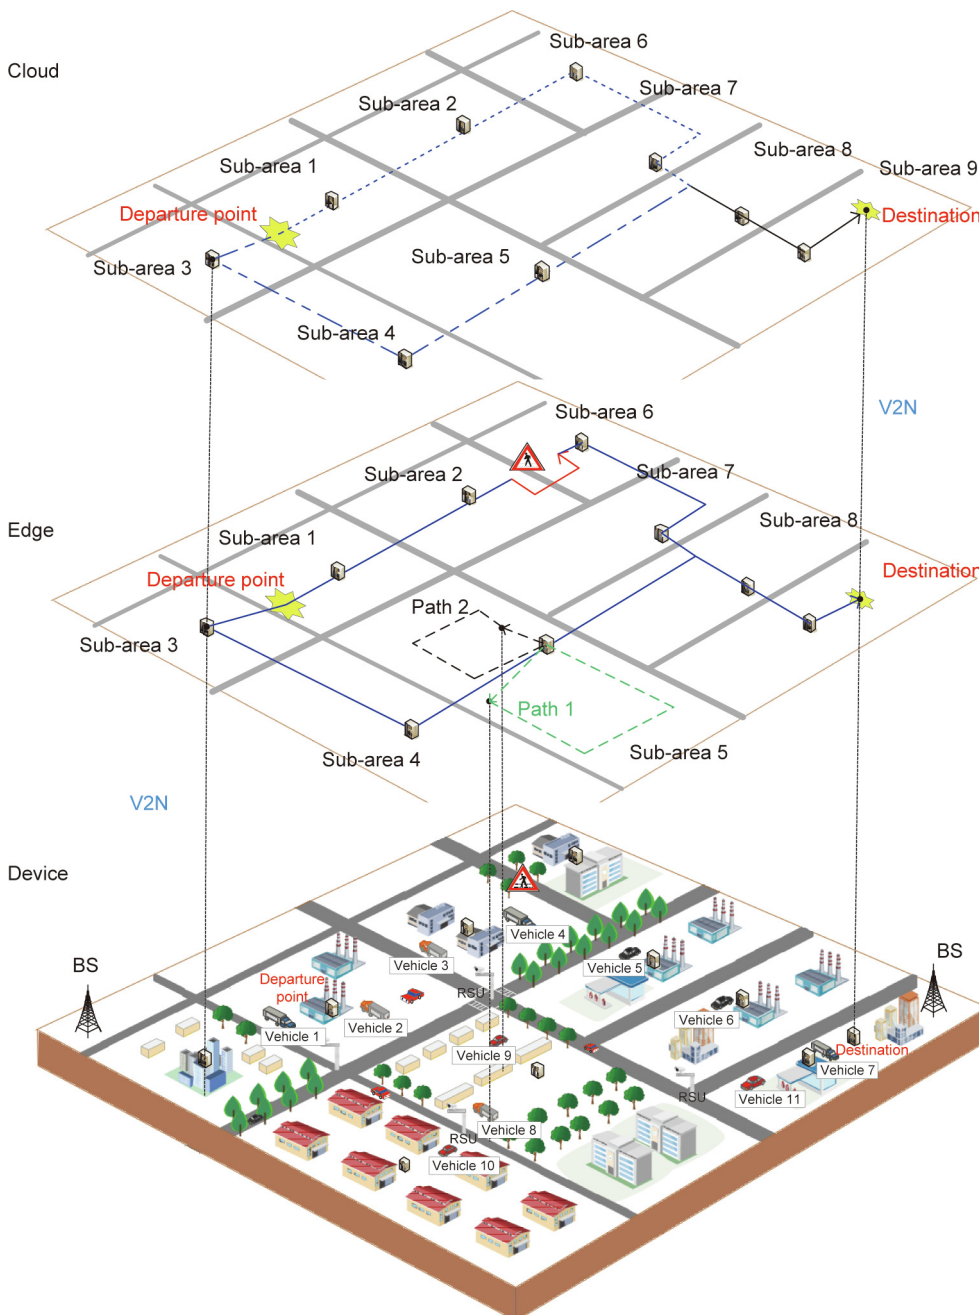 Cloud
Sub-area 6
Sub-area 7
Sub-area 2
Sub-area 8
Sub-area 1
Sub-area 9
Departure point
Destination
Sub-area 3
Sub-area 5
Sub-area 4
V2N
Sub-area 6
Sub-area 2
Sub-area 7
Edge
Sub-area 8
Sub-area 1
Departure point
Destination
Path 2
Sub-area 3
Path 1
Sub-area 4
Sub-area 5
V2N
Device
Vehicle 4
BS
Vehicle 3
Vehicle 5
BS
Departure
point
RSU
Vehicle 1
Vehicle 2
Vehicle 6
Vehicle 9
Destination
Vehicle 7
Vehicle 11
RSU
Vehicle 8
RSU
Vehicle 10